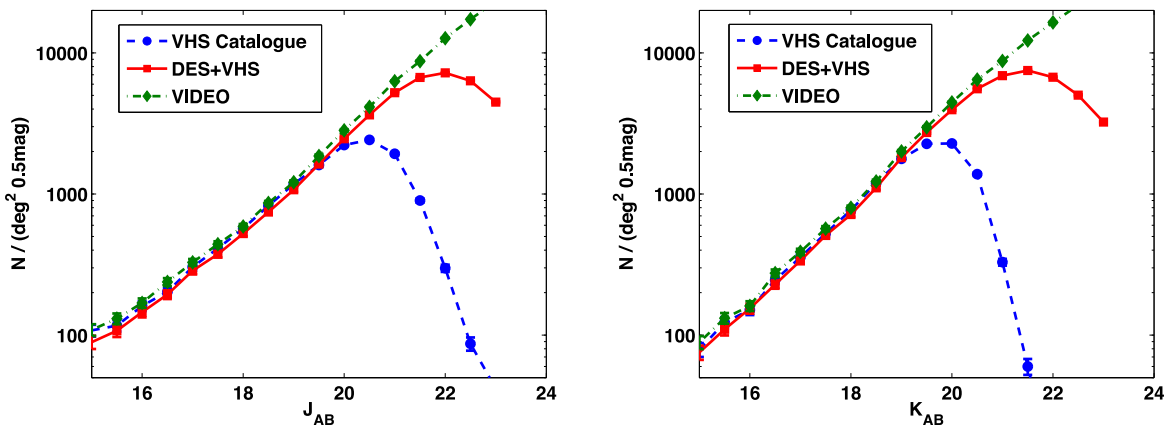 10000
1000
100
N / (deg² 0.5mag)
VHS Catalogue
DES+VHS
VIDEO
16 18 20 22 24
J_AB
10000
1000
100
N / (deg² 0.5mag)
VHS Catalogue
DES+VHS
VIDEO
16 18 20 22 24
K_AB